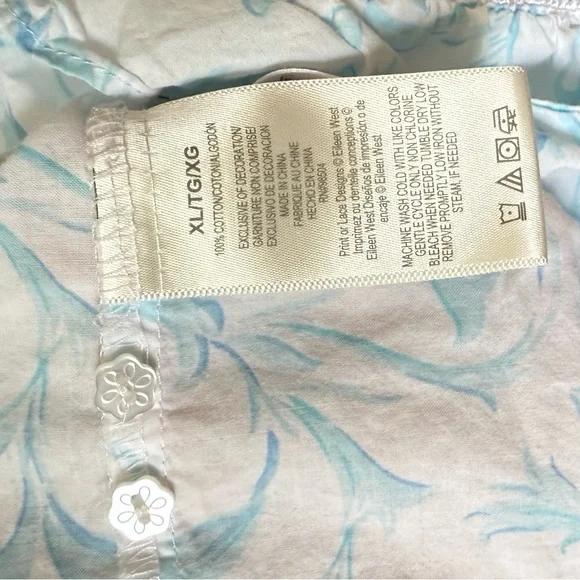 XL/TG/XG
100% COTTON/COTON/ALGODÓN
EXCLUSIVE OF DECORATION
GARNITURE NON COMPRISE
EXCLUSIVO DE DECORACIÓN
MADE IN CHINA
FABRIQUE AU CHINE
HECHO EN CHINA
Print or Lace Designs © Eileen West
Imprimez ou dentelle conceptions ©
Eileen West Diseños de impresión o de
encaje © Eileen West
MACHINE WASH COLD WITH LIKE COLORS
GENTLE CYCLE ONLY NON CHLORINE
BLEACH WHEN NEEDED TUMBLE DRY LOW
REMOVE PROMPTLY LOW IRON WITHOUT
STEAM, IF NEEDED